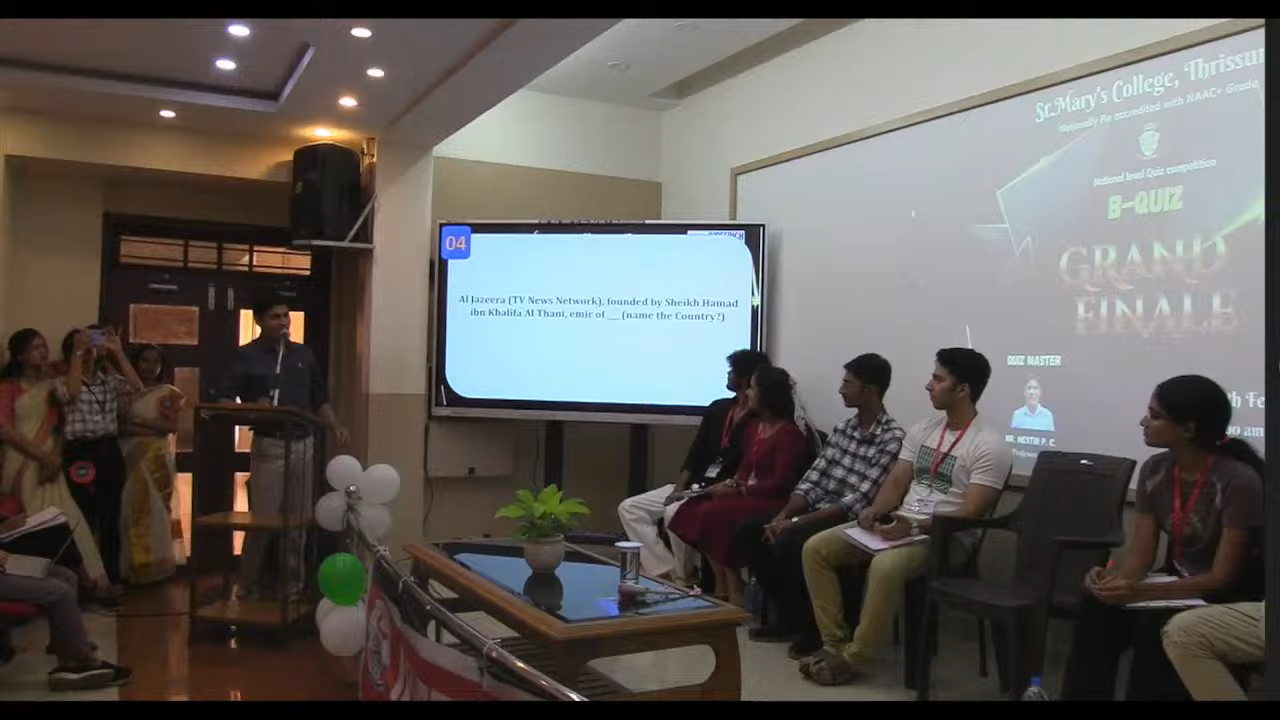 04
Al Jazeera (TV News Network), founded by Sheikh Hamad
ibn Khalifa Al Thani, emir of __ (name the Country?)
St.Mary's College, Thrissur
Nationally Re accredited with NAAC+ Grade
National level Quiz competition
B-QUIZ
GRAND
FINALE
QUIZ MASTER